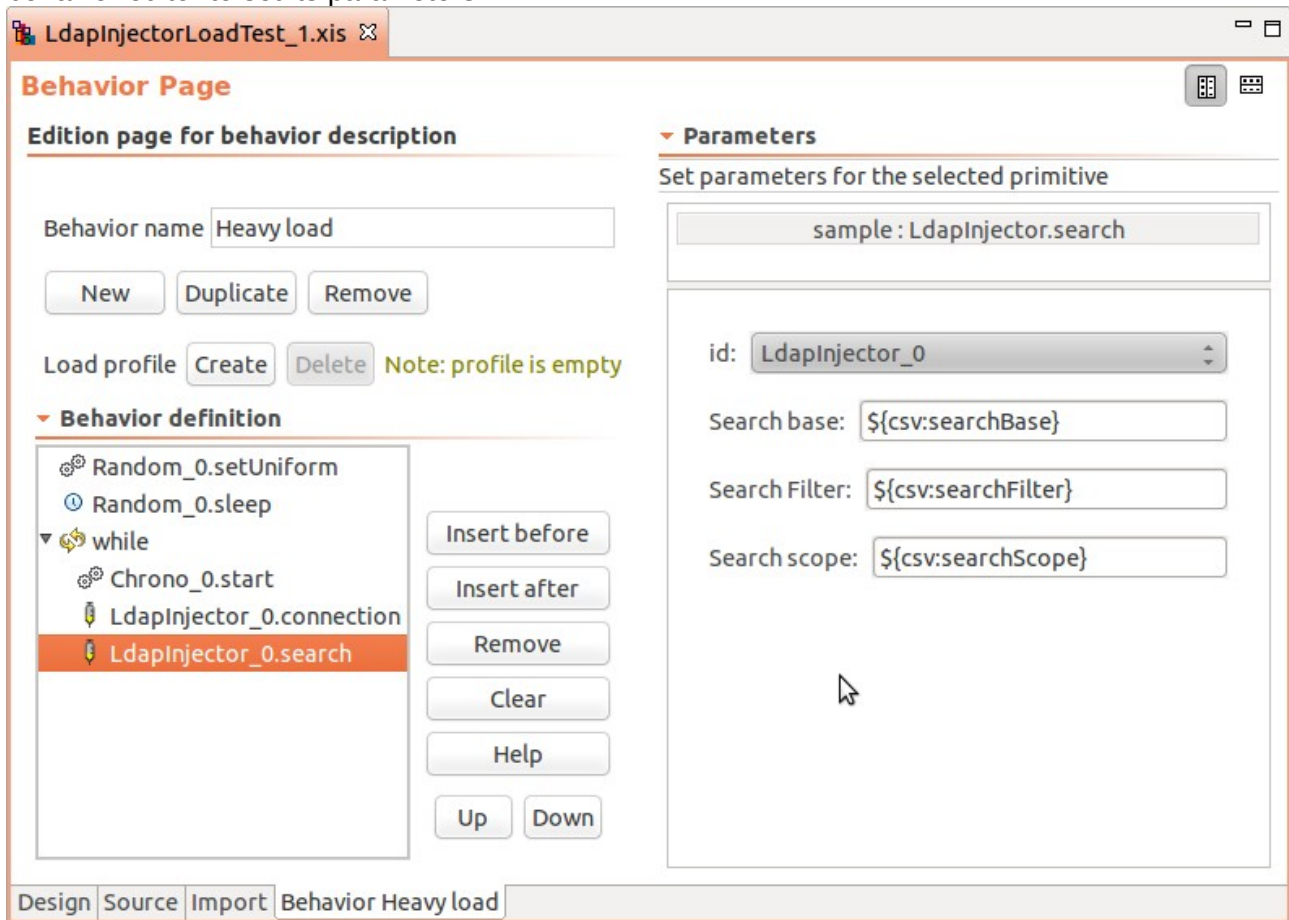 LdapInjectorLoadTest_1.xis
Behavior Page
Edition page for behavior description
Behavior name Heavy load
New Duplicate Remove
Load profile Create Delete Note: profile is empty
Behavior definition
Random_0.setUniform
Random_0.sleep
while
Chrono_0.start
LdapInjector_0.connection
LdapInjector_0.search
Insert before
Insert after
Remove
Clear
Help
Up Down
Parameters
Set parameters for the selected primitive
sample : LdapInjector.search
id: LdapInjector_0
Search base: ${csv:searchBase}
Search Filter: ${csv:searchFilter}
Search scope: ${csv:searchScope}
Design Source Import Behavior Heavy load